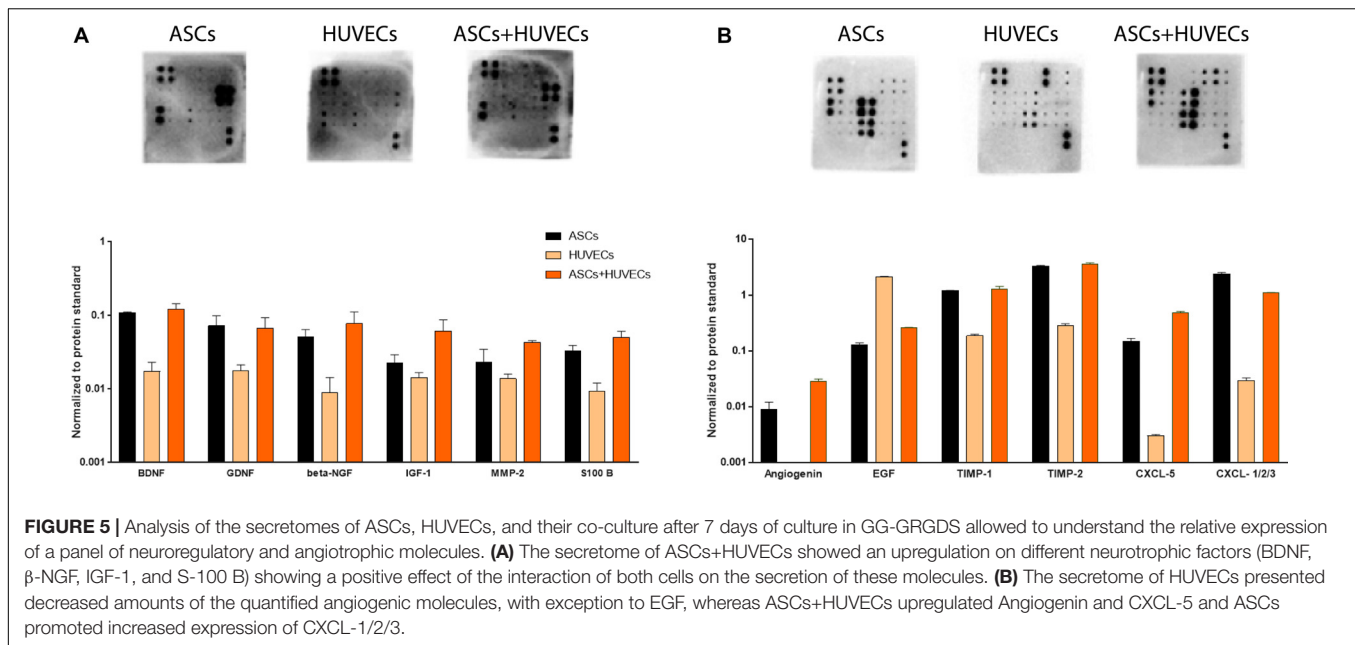 A
ASCs
HUVECs
ASCs+HUVECs
Normalized to protein standard
1
0.1
0.01
0.001
ASCs
HUVECs
ASCs+HUVECs
BDNF
GDNF
beta-NGF
IGF-1
MMP-2
S100 B
B
ASCs
HUVECs
ASCs+HUVECs
Normalized to protein standard
10
1
0.1
0.01
0.001
Angiogenin
EGF
TIMP-1
TIMP-2
CXCL-5
CXCL- 1/2/3
FIGURE 5 | Analysis of the secretomes of ASCs, HUVECs, and their co-culture after 7 days of culture in GG-GRGDS allowed to understand the relative expression
of a panel of neuroregulatory and angiotrophic molecules. (A) The secretome of ASCs+HUVECs showed an upregulation on different neurotrophic factors (BDNF,
β-NGF, IGF-1, and S-100 B) showing a positive effect of the interaction of both cells on the secretion of these molecules. (B) The secretome of HUVECs presented
decreased amounts of the quantified angiogenic molecules, with exception to EGF, whereas ASCs+HUVECs upregulated Angiogenin and CXCL-5 and ASCs
promoted increased expression of CXCL-1/2/3.